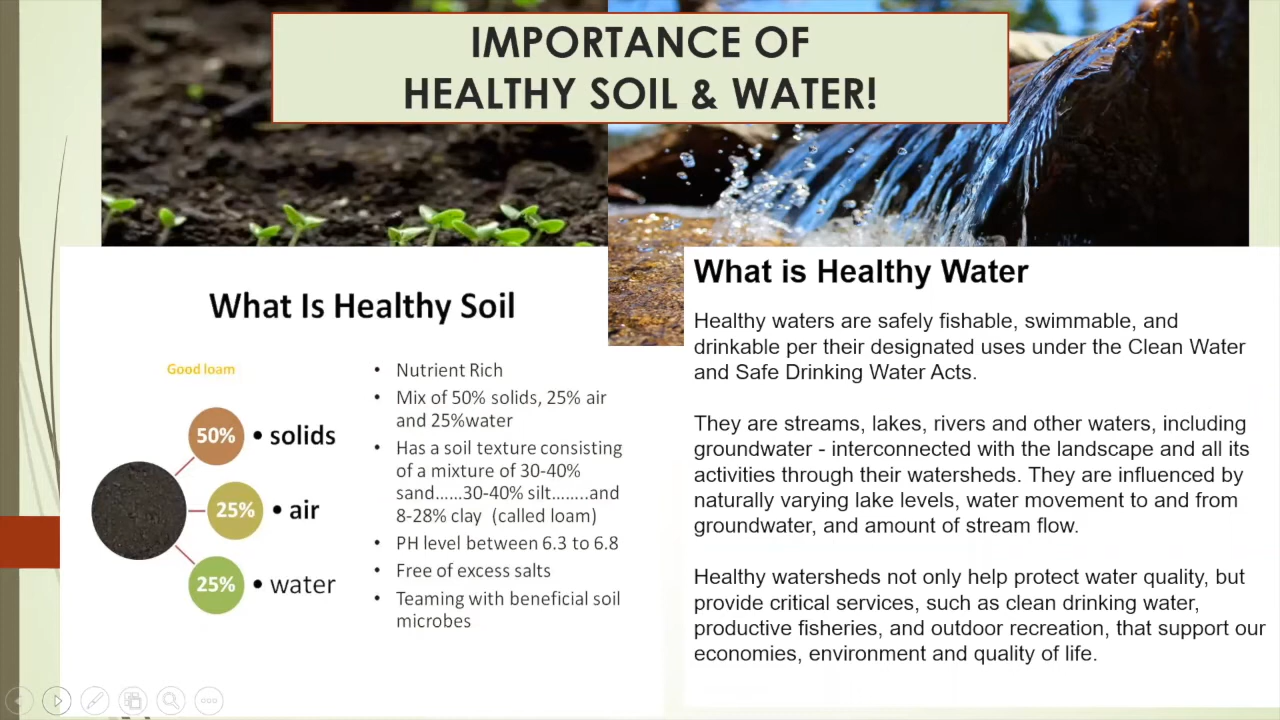 IMPORTANCE OF
HEALTHY SOIL & WATER!
What Is Healthy Soil
Good loam
50% • solids
25% • air
25% • water
• Nutrient Rich
• Mix of 50% solids, 25% air
and 25%water
• Has a soil texture consisting
of a mixture of 30-40%
sand……30-40% silt……..and
8-28% clay (called loam)
• PH level between 6.3 to 6.8
• Free of excess salts
• Teaming with beneficial soil
microbes
What is Healthy Water
Healthy waters are safely fishable, swimmable, and
drinkable per their designated uses under the Clean Water
and Safe Drinking Water Acts.
They are streams, lakes, rivers and other waters, including
groundwater - interconnected with the landscape and all its
activities through their watersheds. They are influenced by
naturally varying lake levels, water movement to and from
groundwater, and amount of stream flow.
Healthy watersheds not only help protect water quality, but
provide critical services, such as clean drinking water,
productive fisheries, and outdoor recreation, that support our
economies, environment and quality of life.